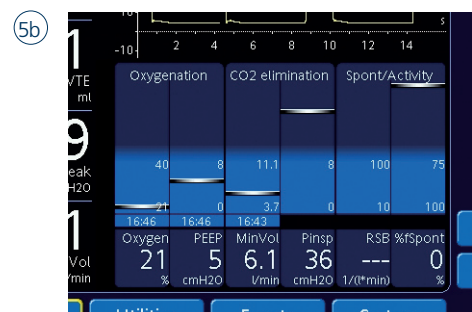 5b
-10
2 4 6 8 10 12 14
s
1
VTE
ml
9
eak
H2O
1
Vol
/min
Oxygenation CO2 elimination Spont/Activity
40 8 11.1 8 100 75
21 0 3.7 0 10 100
16:46 16:46 16:43
Oxygen PEEP MinVol Pinsp RSB %fSpont
21 5 6.1 36 --- 0
% cmH2O l/min cmH2O 1/(l*min) %